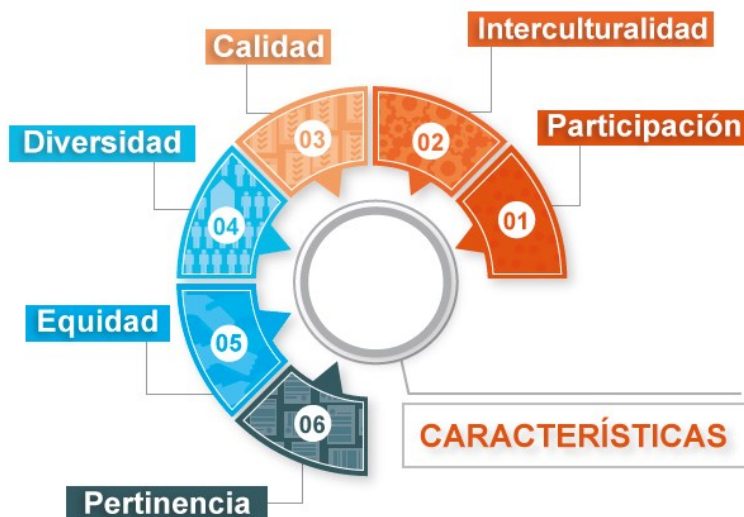 Interculturalidad
Calidad
Participación
Diversidad
03
02
04
01
Equidad
05
06
CARACTERÍSTICAS
Pertinencia